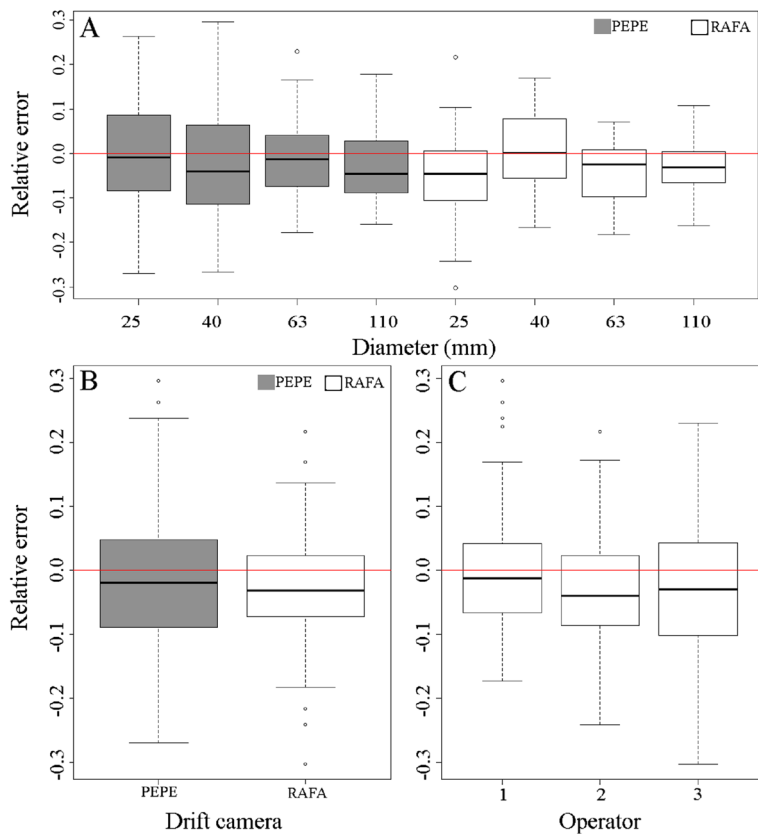 A
PEPE RAFA
Relative error
0.3
0.2
0.1
0.0
-0.1
-0.2
-0.3
25 40 63 110 25 40 63 110
Diameter (mm)
B
PEPE RAFA
Relative error
0.3
0.2
0.1
0.0
-0.1
-0.2
-0.3
PEPE RAFA
Drift camera
C
0.3
0.2
0.1
0.0
-0.1
-0.2
-0.3
1 2 3
Operator